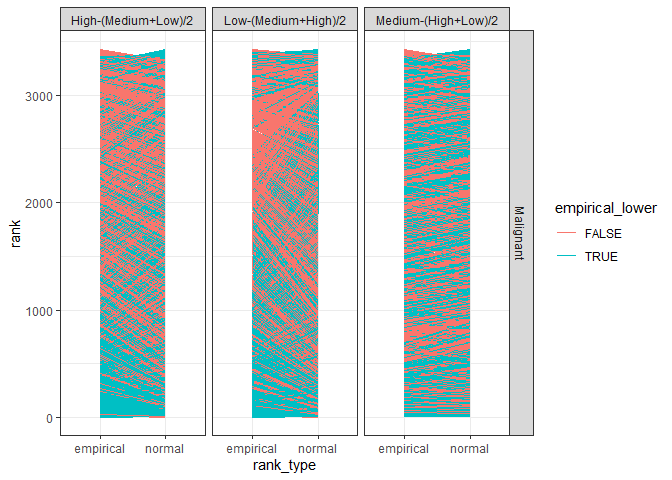 High-(Medium+Low)/2 Low-(Medium+High)/2 Medium-(High+Low)/2
3000
2000
1000
0
rank
Malignant
empirical normal empirical normal empirical normal
rank_type
empirical_lower
FALSE
TRUE